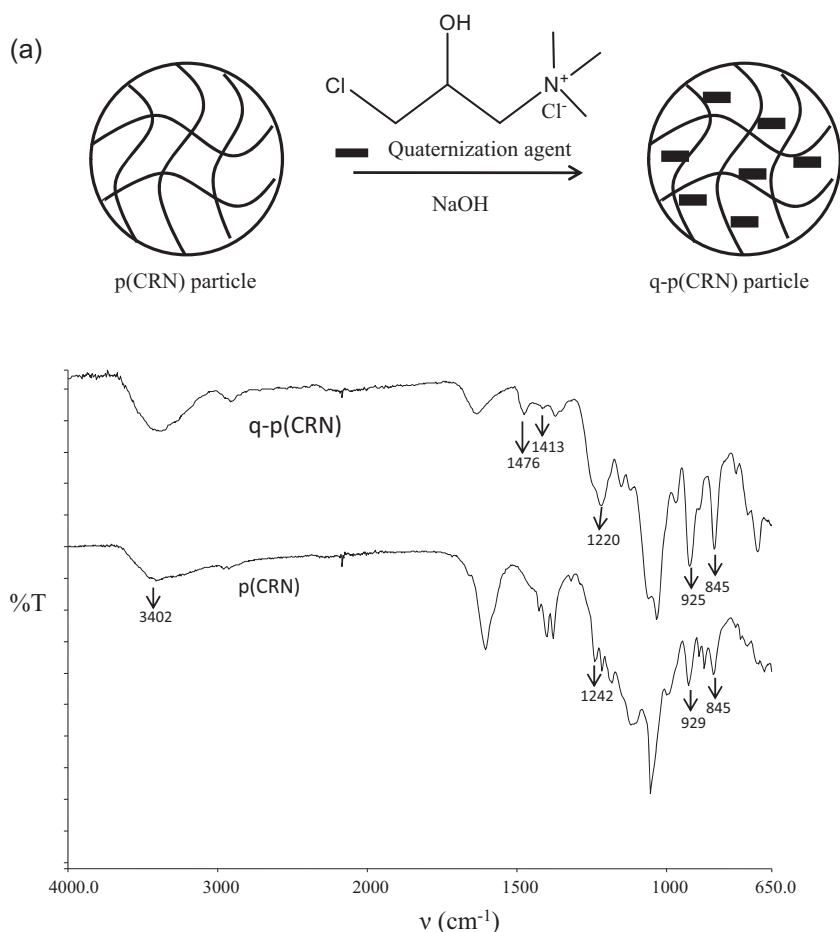 (a)
OH
Cl
N⁺
Cl⁻
Quaternization agent
NaOH
p(CRN) particle
q-p(CRN) particle
q-p(CRN)
1476
1413
1220
925
845
p(CRN)
%T
3402
1242
929
845
4000.0
3000
2000
1500
1000
650.0
ν (cm⁻¹)